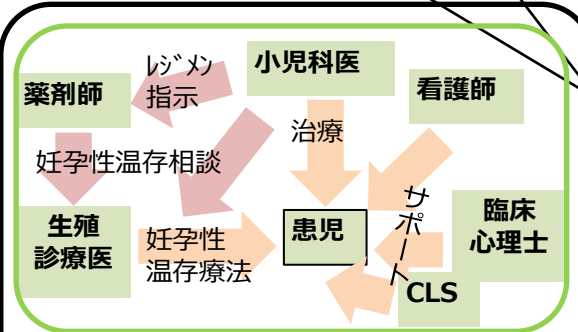 薬剤師
ﾚｼﾞﾒﾝ
指示
小児科医
看護師
治療
妊孕性温存相談
生殖
診療医
妊孕性
温存療法
患児
サポート
臨床
心理士
CLS